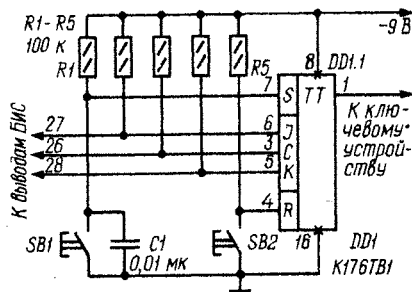 R1-R5
100 к
R1
R5
-9 В
8
DD1.1
7
S
TT
1
К клю-
чевому
устрой-
ству
К выводам БИС
27
6
J
26
3
C
28
5
K
4
R
16
SB1
C1
0,01 мк
SB2
DD1
К176ТВ1